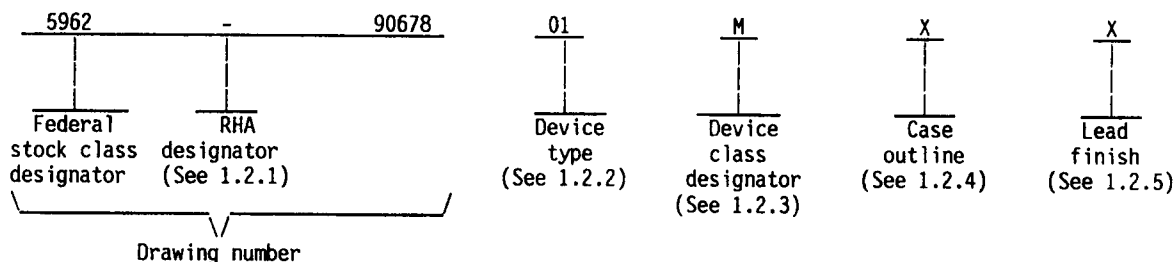 5962 - 90678 01 M X X
Federal RHA Device Device Case Lead
stock class designator type class outline finish
designator (See 1.2.1) (See 1.2.2) designator (See 1.2.4) (See 1.2.5)
(See 1.2.3)
Drawing number